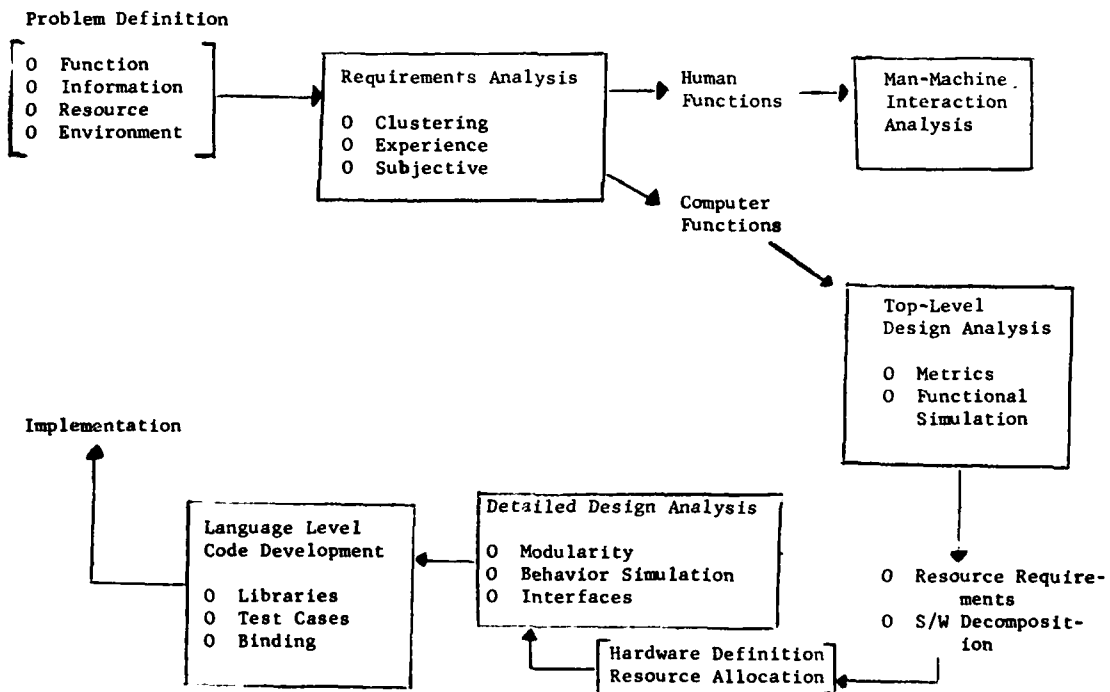 Problem Definition
O Function
O Information
O Resource
O Environment
Requirements Analysis
O Clustering
O Experience
O Subjective
Human
Functions
Man-Machine
Interaction
Analysis
Computer
Functions
Top-Level
Design Analysis
O Metrics
O Functional
Simulation
O Resource Require-
ments
O S/W Decomposit-
ion
Hardware Definition
Resource Allocation
Detailed Design Analysis
O Modularity
O Behavior Simulation
O Interfaces
Language Level
Code Development
O Libraries
O Test Cases
O Binding
Implementation